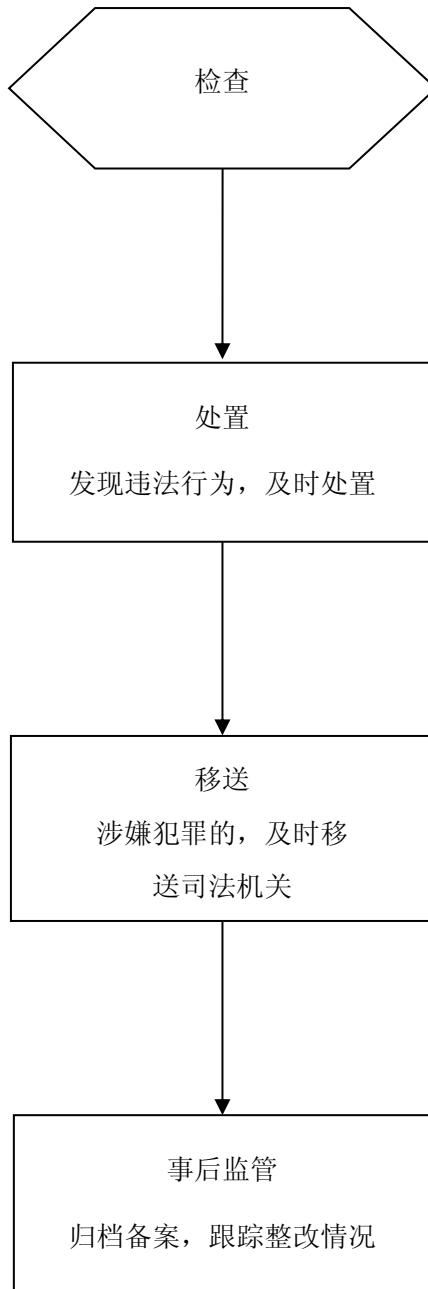 检查
处置
发现违法行为，及时处置
移送
涉嫌犯罪的，及时移
送司法机关
事后监管
归档备案，跟踪整改情况